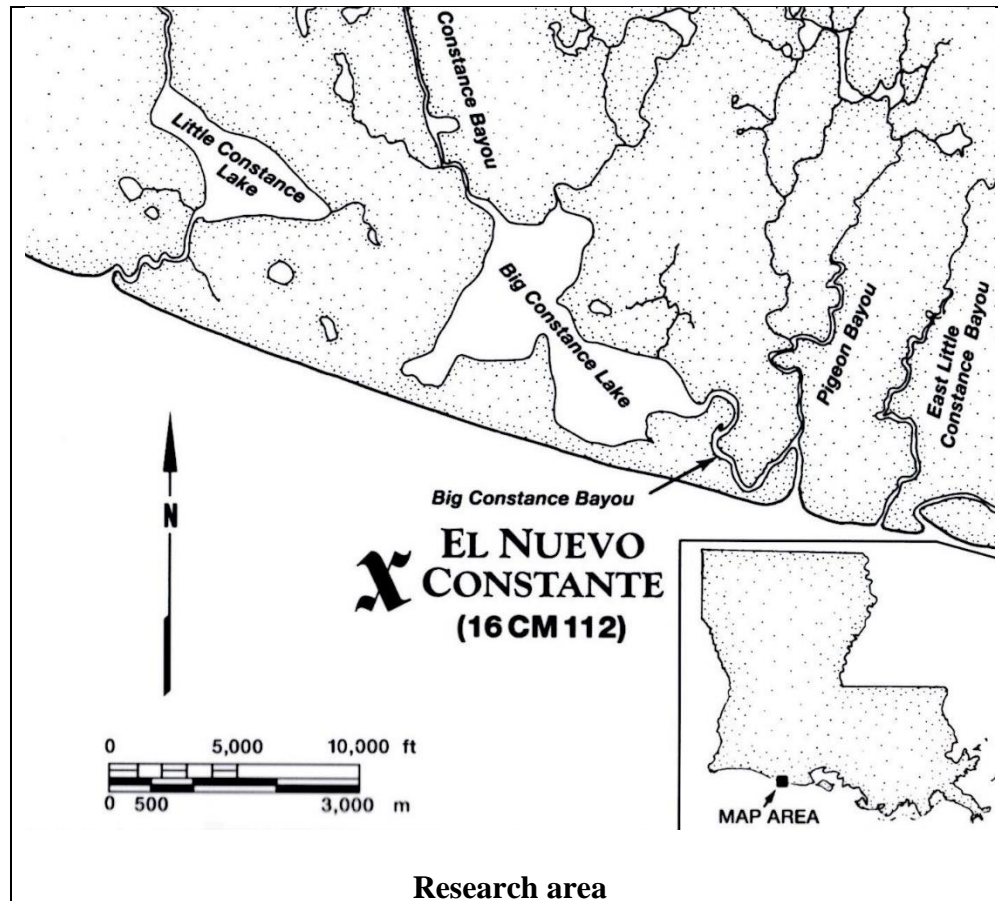 Constance Bayou
Little Constance
Lake
Big Constance Lake
Pigeon Bayou
East Little
Constance Bayou
N
Big Constance Bayou
X EL NUEVO
CONSTANTE
(16 CM 112)
0 5,000 10,000 ft
0 500 3,000 m
MAP AREA
Research area